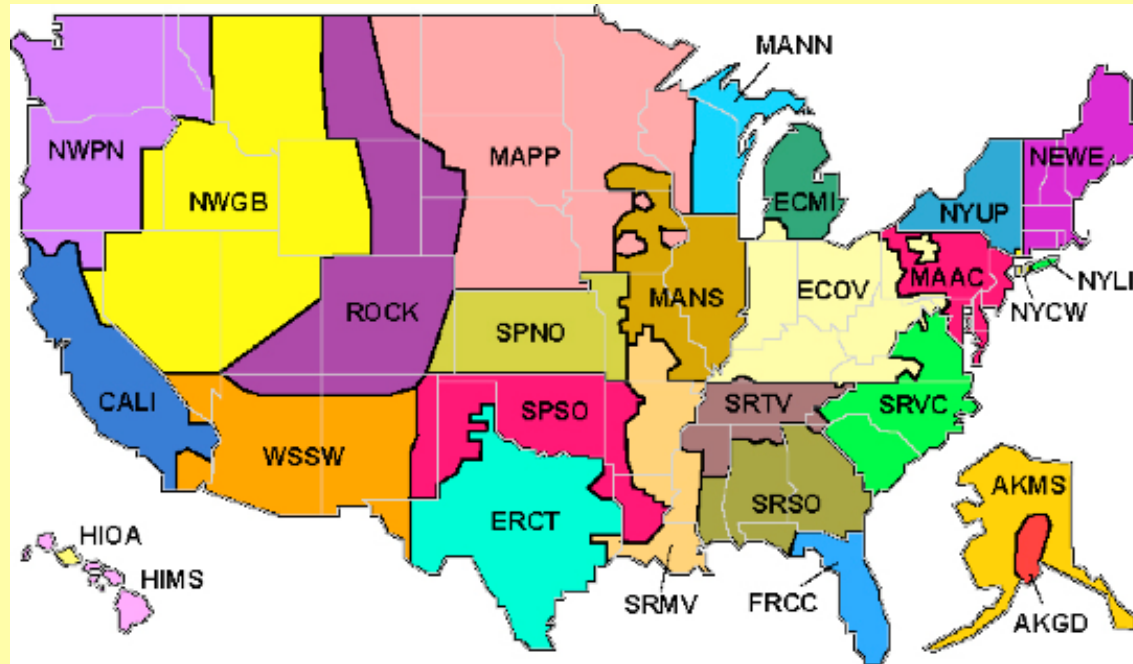 MANN
NWPN
MAPP
NEWE
NWGB
ECMI
NYUP
MAAC
NYLI
ECOV
MANS
NYCW
ROCK
SPNO
CALI
SPSO
SRTV
SRVC
WSSW
AKMS
SRSO
ERCT
HIOA
HIMS
SRMV
FRCC
AKGD